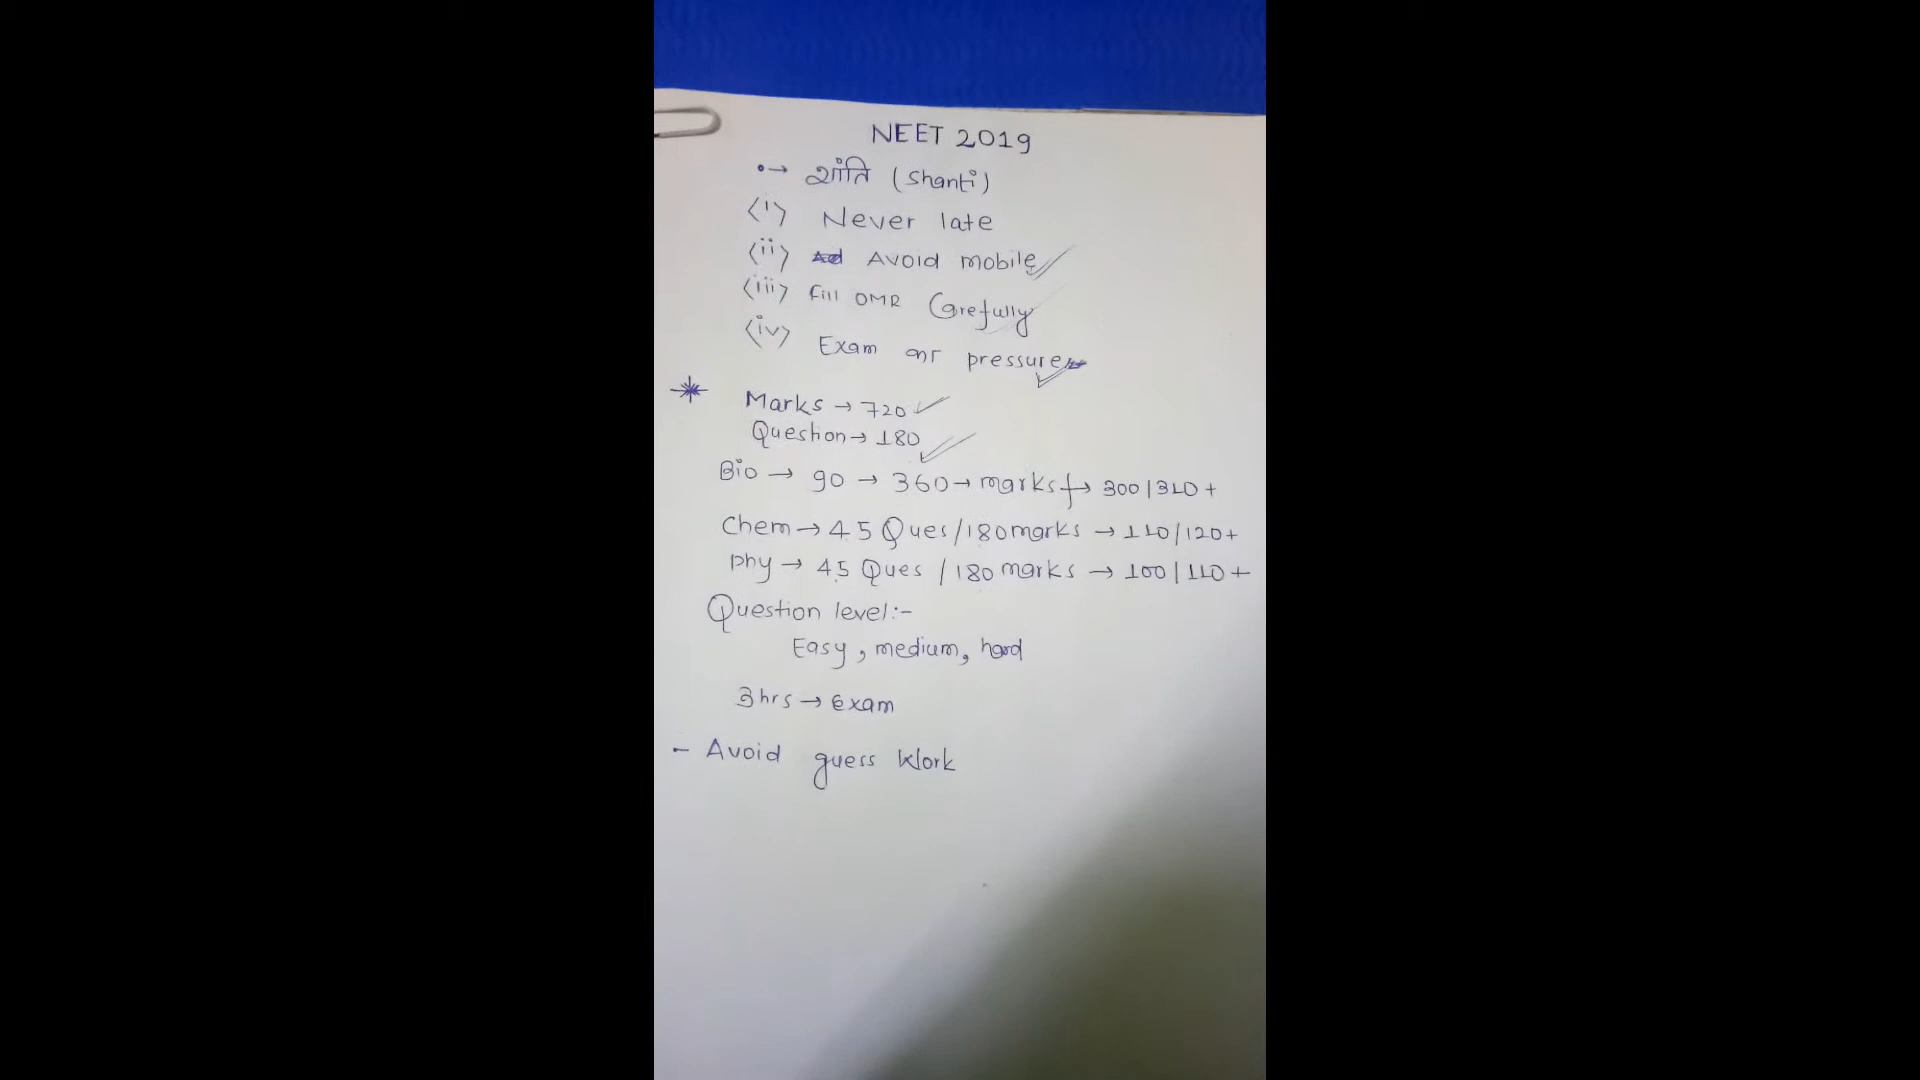 NEET 2019
•→ शांति (Shanti)
(i) Never late
(ii) Avoid mobile
(iii) Fill OMR Carefully
(iv) Exam का pressure
Marks → 720
Question → 180
Bio → 90 → 360 → marks → 300/310+
Chem → 45 Ques/180 marks → 110/120+
Phy → 45 Ques/180 marks → 100/110+
Question level:-
Easy, medium, hard
3 hrs → exam
- Avoid guess work